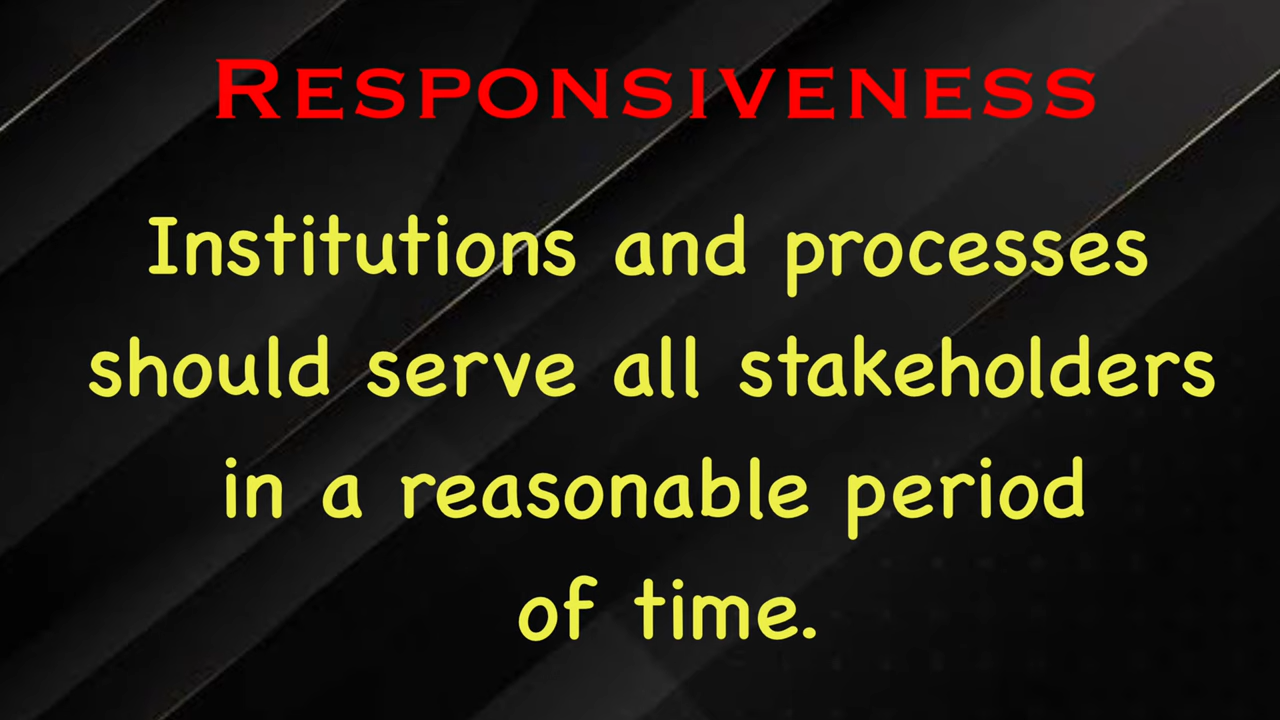 Responsiveness
Institutions and processes
should serve all stakeholders
in a reasonable period
of time.